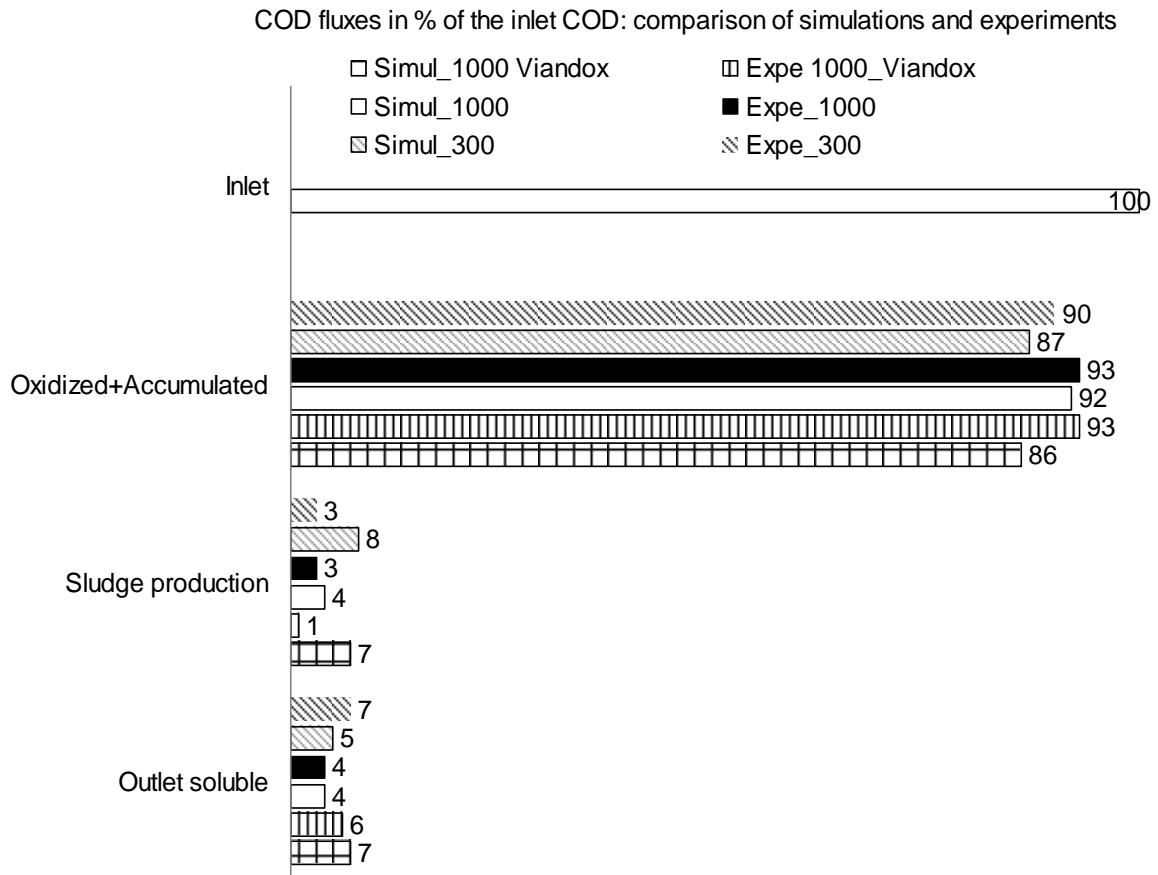 COD fluxes in % of the inlet COD: comparison of simulations and experiments
Simul_1000 Viandox Expe 1000_Viandox
Simul_1000 Expe_1000
Simul_300 Expe_300
Inlet
100
90
87
Oxidized+Accumulated
93
92
93
86
3
8
Sludge production
3
4
1
7
7
5
Outlet soluble
4
4
6
7